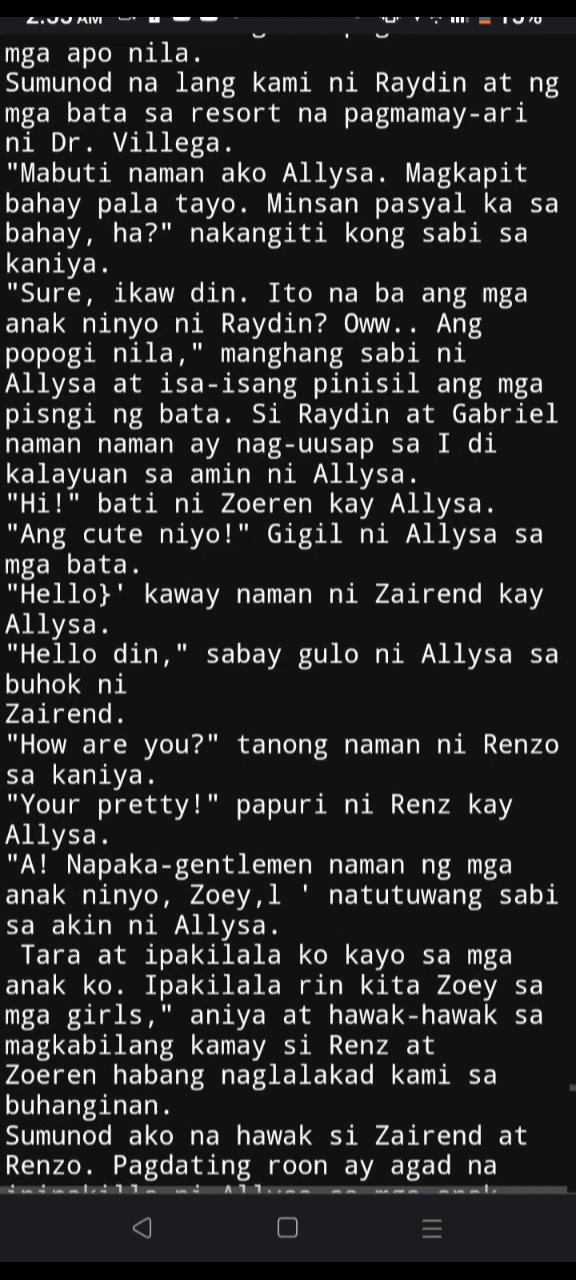 mga apo nila.
Sumunod na lang kami ni Raydin at ng
mga bata sa resort na pagmamay-ari
ni Dr. Villega.
"Mabuti naman ako Allysa. Magkapit
bahay pala tayo. Minsan pasyal ka sa
bahay, ha?" nakangiti kong sabi sa
kaniya.
"Sure, ikaw din. Ito na ba ang mga
anak ninyo ni Raydin? Oww.. Ang
popogi nila," manghang sabi ni
Allysa at isa-isang pinisil ang mga
pisngi ng bata. Si Raydin at Gabriel
naman naman ay nag-uusap sa I di
kalayuan sa amin ni Allysa.
"Hi!" bati ni Zoeren kay Allysa.
"Ang cute niyo!" Gigil ni Allysa sa
mga bata.
"Hello}' kaway naman ni Zairend kay
Allysa.
"Hello din," sabay gulo ni Allysa sa
buhok ni
Zairend.
"How are you?" tanong naman ni Renzo
sa kaniya.
"Your pretty!" papuri ni Renz kay
Allysa.
"A! Napaka-gentlemen naman ng mga
anak ninyo, Zoey,l ' natutuwang sabi
sa akin ni Allysa.
Tara at ipakilala ko kayo sa mga
anak ko. Ipakilala rin kita Zoey sa
mga girls," aniya at hawak-hawak sa
magkabilang kamay si Renz at
Zoeren habang naglalakad kami sa
buhanginan.
Sumunod ako na hawak si Zairend at
Renzo. Pagdating roon ay agad na